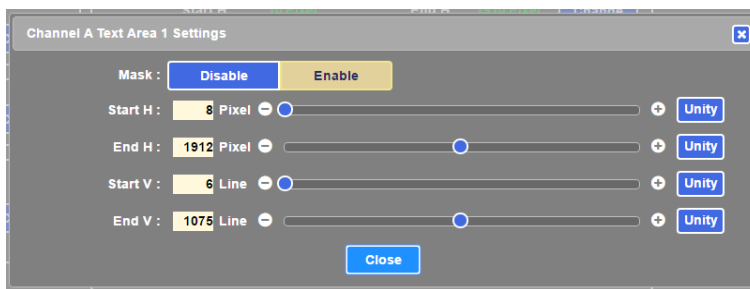 Channel A Text Area 1 Settings
Mask : Disable Enable
Start H : 8 Pixel Unity
End H : 1912 Pixel Unity
Start V : 6 Line Unity
End V : 1075 Line Unity
Close